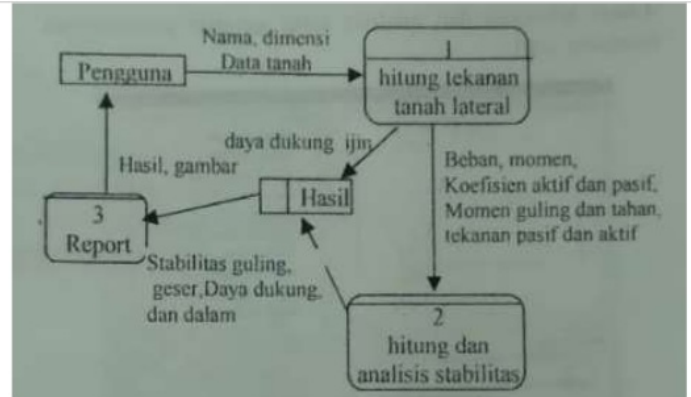 Nama, dimensi
Data tanah
Pengguna
1
hitung tekanan
tanah lateral
daya dukung ijin
Hasil, gambar
Beban, momen,
Koefisien aktif dan pasif,
Momen guling dan tahan,
tekanan pasif dan aktif
Hasil
3
Report
Stabilitas guling,
geser,Daya dukung,
dan dalam
2
hitung dan
analisis stabilitas